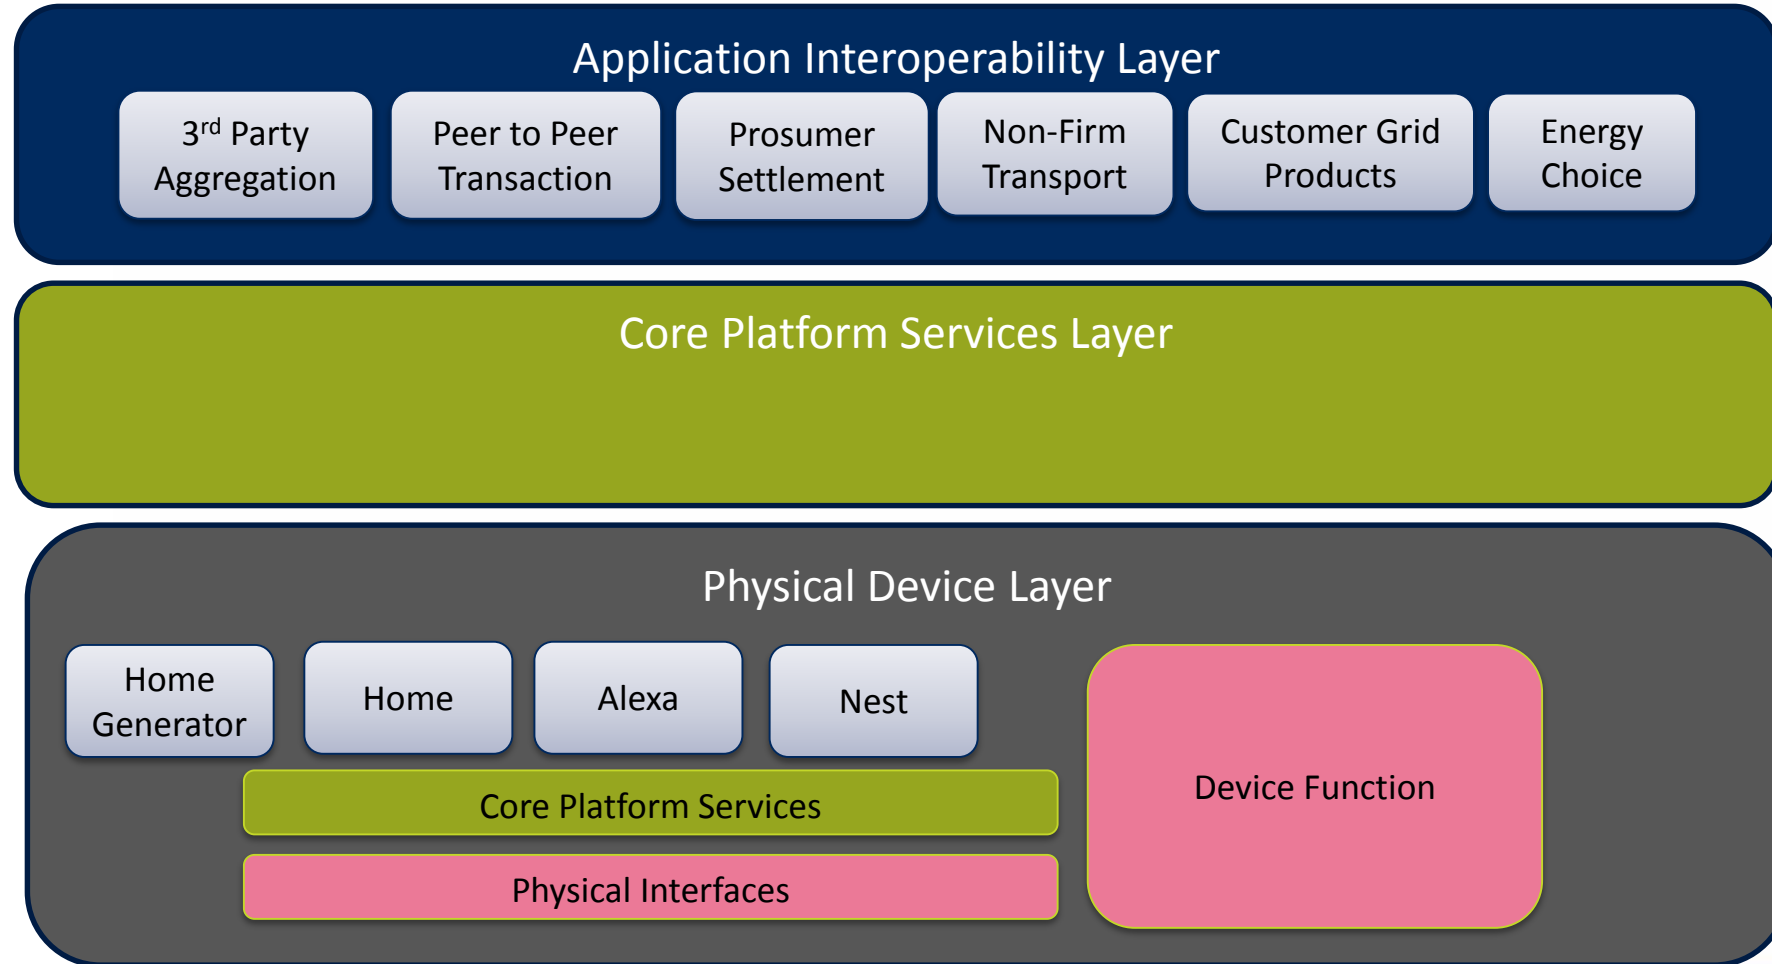 Application Interoperability Layer
3rd Party
Aggregation
Peer to Peer
Transaction
Prosumer
Settlement
Non-Firm
Transport
Customer Grid
Products
Energy
Choice
Core Platform Services Layer
Physical Device Layer
Home
Generator
Home
Alexa
Nest
Device Function
Core Platform Services
Physical Interfaces